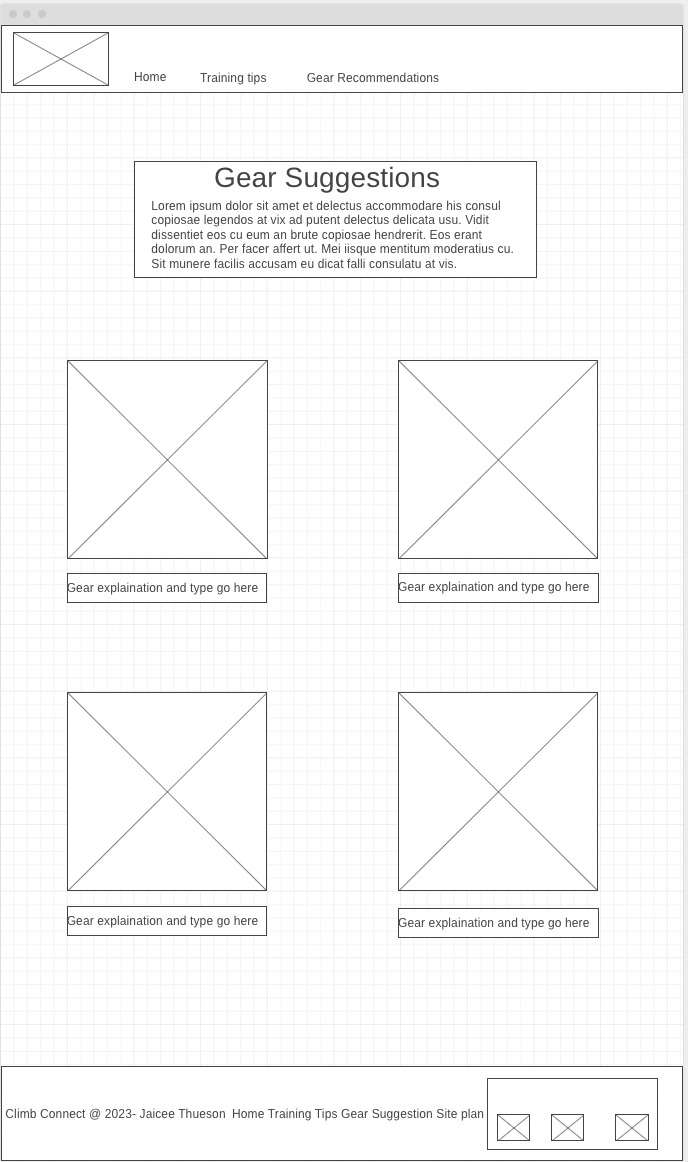 Home Training tips Gear Recommendations
Gear Suggestions
Lorem ipsum dolor sit amet et delectus accommodare his consul
copiosae legendos at vix ad putent delectus delicata usu. Vidit
dissentiet eos cu eum an brute copiosae hendrerit. Eos erant
dolorum an. Per facer affert ut. Mei iisque mentitum moderatius cu.
Sit munere facilis accusam eu dicat falli consulatu at vis.
Gear explaination and type go here
Gear explaination and type go here
Gear explaination and type go here
Gear explaination and type go here
Climb Connect @ 2023- Jaicee Thueson Home Training Tips Gear Suggestion Site plan